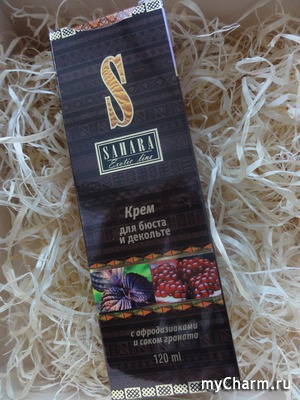 S
SAHARA
Exotic line
Крем
для бюста
и декольте
с афродизиаками
и соком граната
120 ml
myCharm.ru